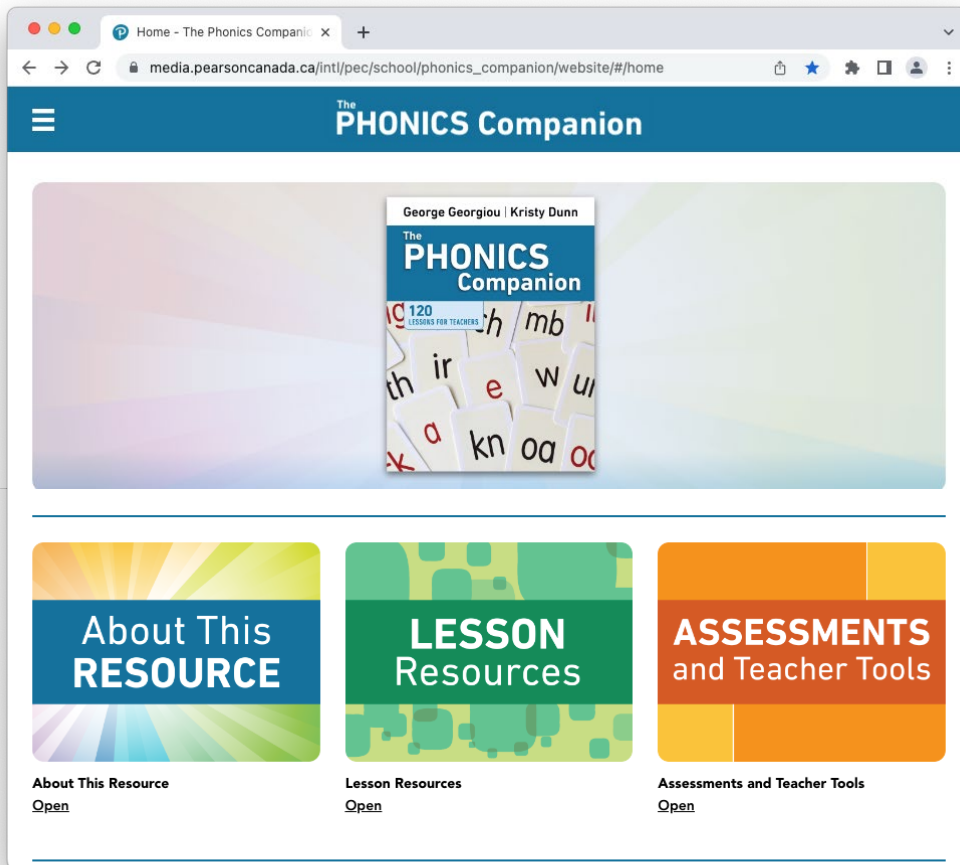 Home - The Phonics Companio
media.pearsoncanada.ca/intl/pec/school/phonics_companion/website/#/home
The
PHONICS Companion
George Georgiou | Kristy Dunn
The
PHONICS
Companion
120
LESSONS FOR TEACHERS
ch mb
th ir e w ur
a kn oa
About This
RESOURCE
LESSON
Resources
ASSESSMENTS
and Teacher Tools
About This Resource
Open
Lesson Resources
Open
Assessments and Teacher Tools
Open